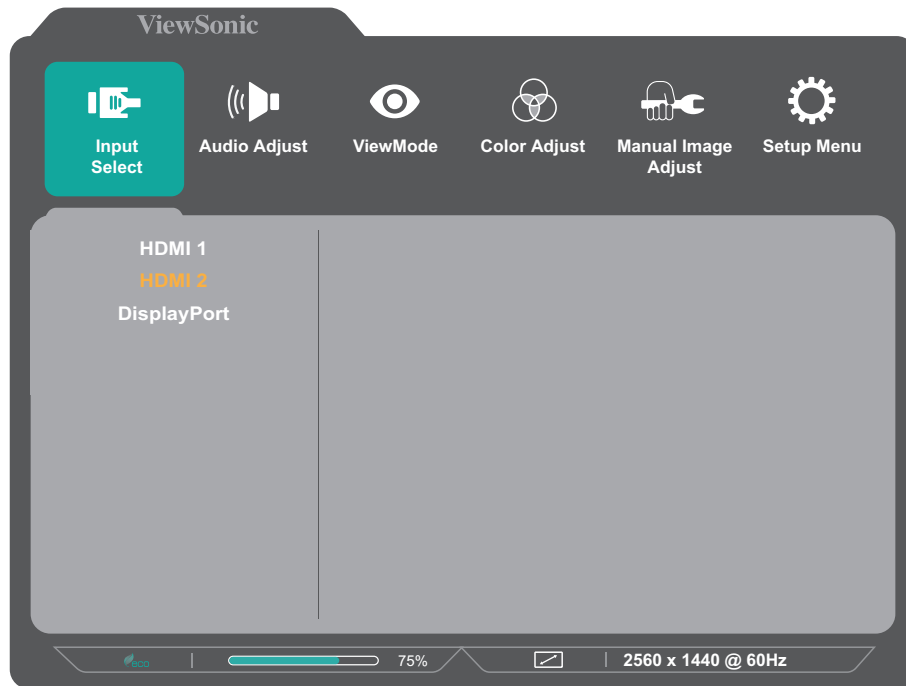 ViewSonic
Input
Select
Audio Adjust
ViewMode
Color Adjust
Manual Image
Adjust
Setup Menu
HDMI 1
HDMI 2
DisplayPort
eco
75%
2560 x 1440 @ 60Hz